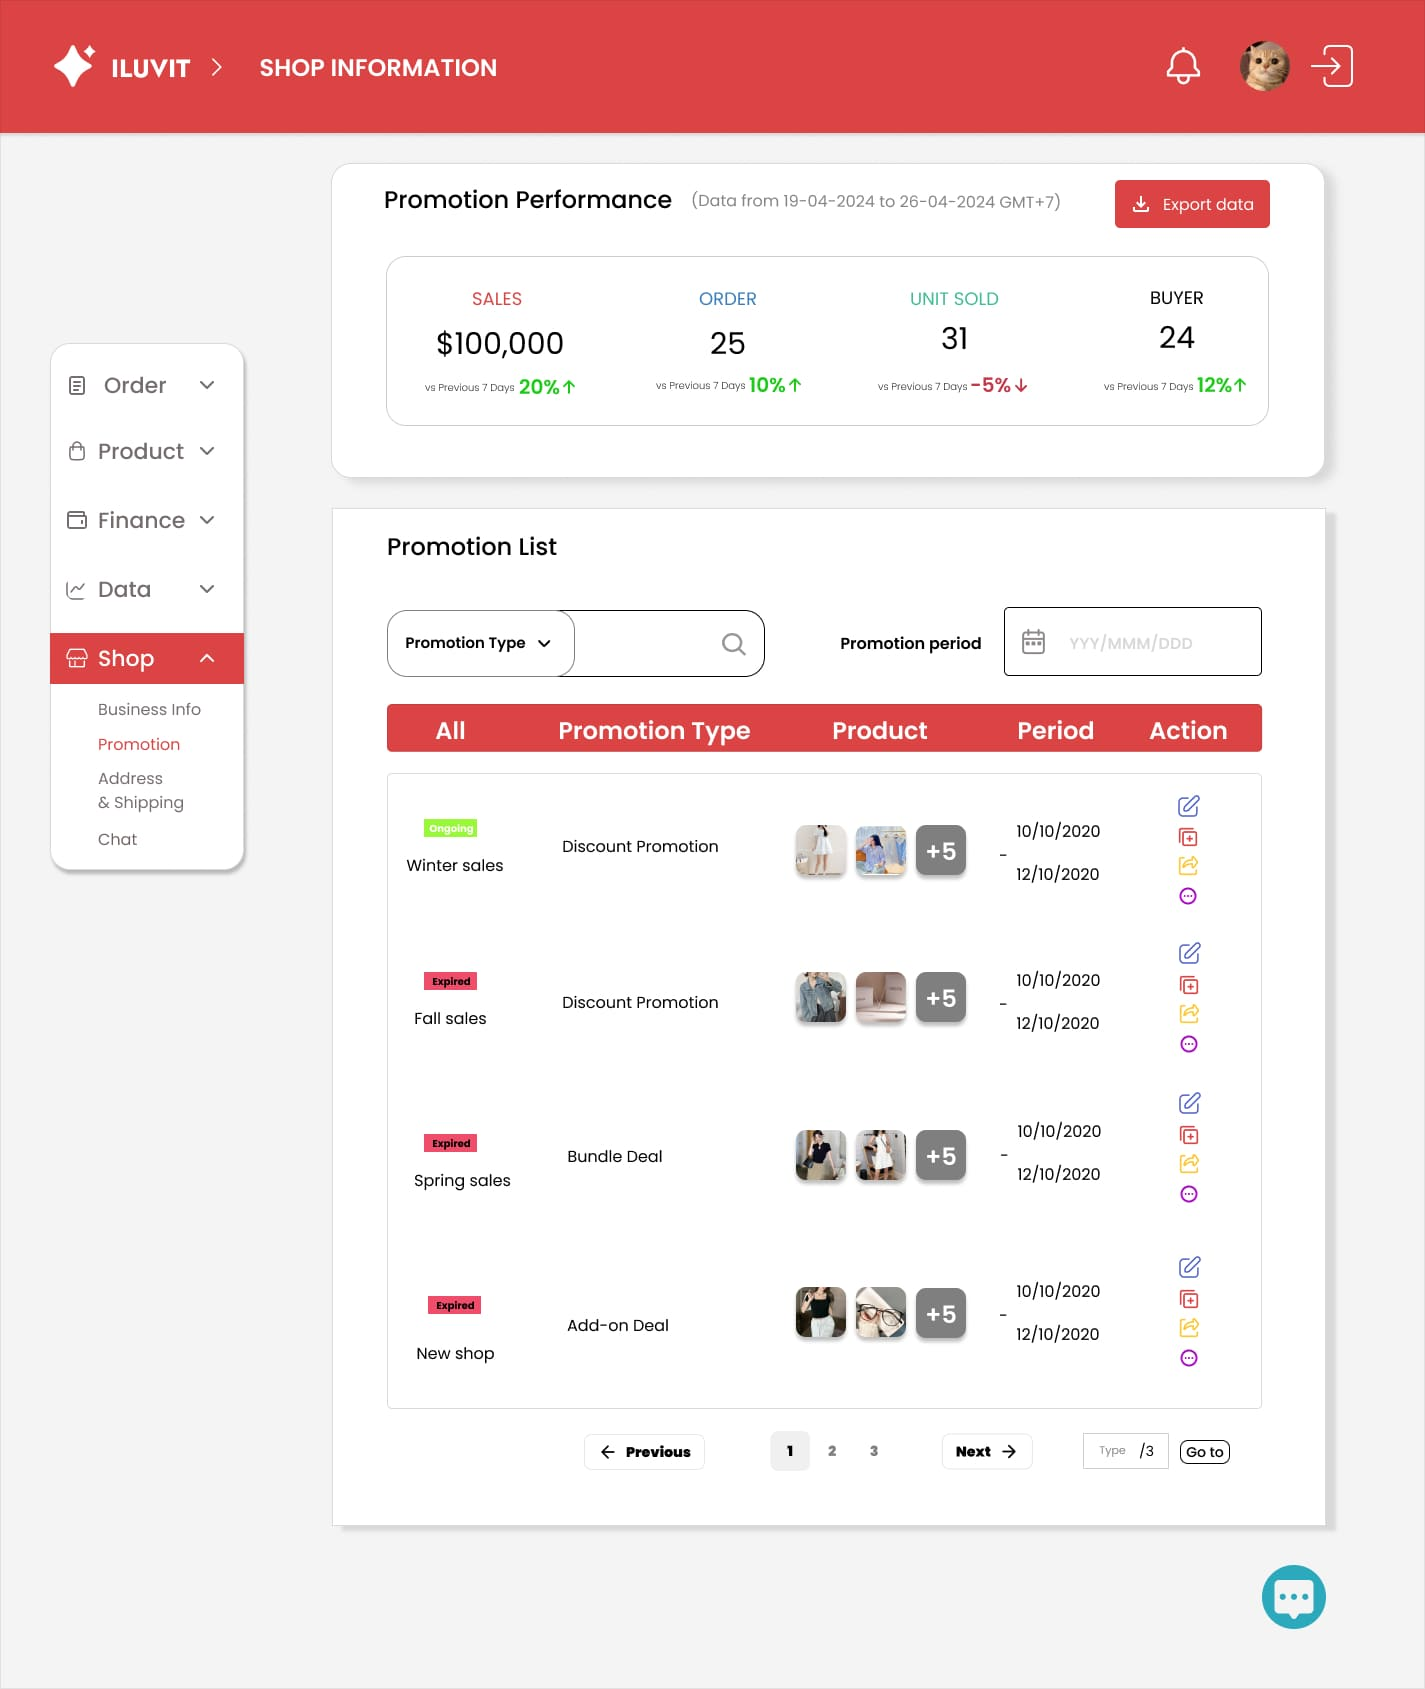 ILUVIT
SHOP INFORMATION
Promotion Performance
(Data from 19-04-2024 to 26-04-2024 GMT+7)
Export data
SALES
ORDER
UNIT SOLD
BUYER
$100,000
25
31
24
vs Previous 7 Days 20%
vs Previous 7 Days 10%
vs Previous 7 Days -5%
vs Previous 7 Days 12%
Order
Product
Finance
Data
Shop
Business Info
Promotion
Address
& Shipping
Chat
Promotion List
Promotion Type
Promotion period
YYY/MMM/DDD
All
Promotion Type
Product
Period
Action
Ongoing
Winter sales
Discount Promotion
+5
10/10/2020
-
12/10/2020
Expired
Fall sales
Discount Promotion
+5
10/10/2020
-
12/10/2020
Expired
Spring sales
Bundle Deal
+5
10/10/2020
-
12/10/2020
Expired
New shop
Add-on Deal
+5
10/10/2020
-
12/10/2020
Previous
1
2
3
Next
Type /3
Go to